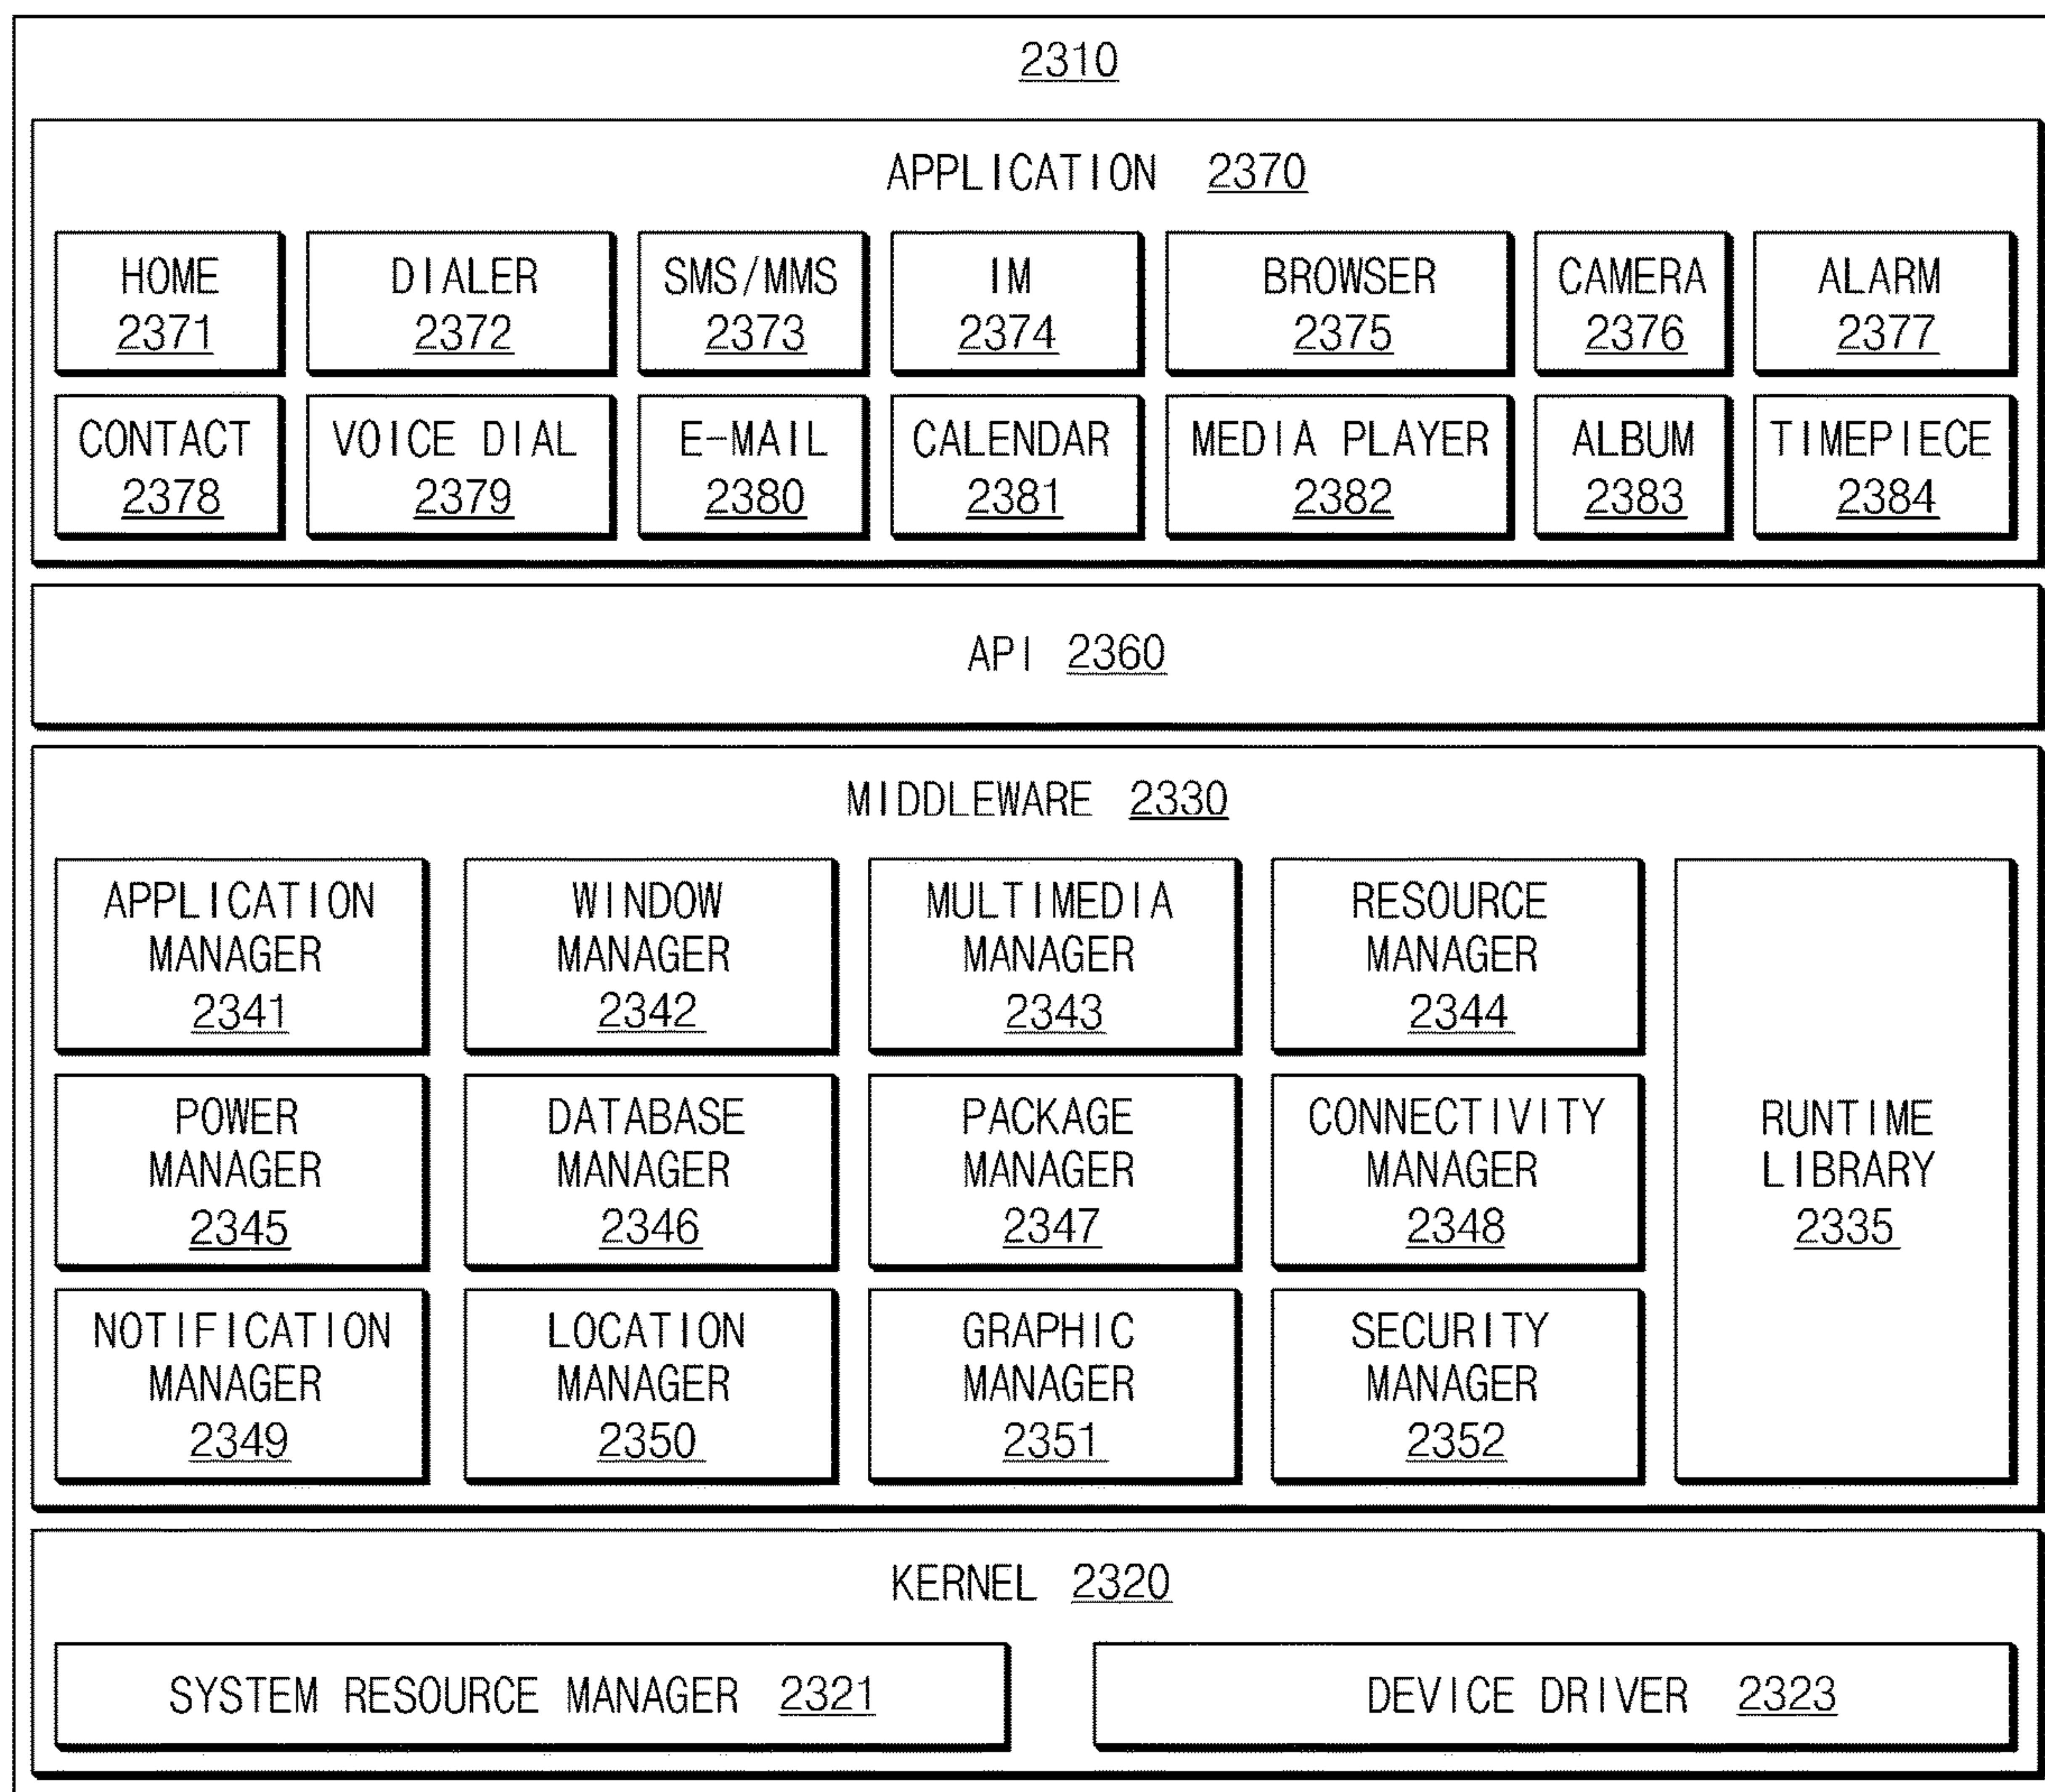 2310
APPLICATION 2370
HOME
2371
DIALER
2372
SMS/MMS
2373
IM
2374
BROWSER
2375
CAMERA
2376
ALARM
2377
CONTACT
2378
VOICE DIAL
2379
E-MAIL
2380
CALENDAR
2381
MEDIA PLAYER
2382
ALBUM
2383
TIMEPIECE
2384
API 2360
MIDDLEWARE 2330
APPLICATION
MANAGER
2341
WINDOW
MANAGER
2342
MULTIMEDIA
MANAGER
2343
RESOURCE
MANAGER
2344
POWER
MANAGER
2345
DATABASE
MANAGER
2346
PACKAGE
MANAGER
2347
CONNECTIVITY
MANAGER
2348
RUNTIME
LIBRARY
2335
NOTIFICATION
MANAGER
2349
LOCATION
MANAGER
2350
GRAPHIC
MANAGER
2351
SECURITY
MANAGER
2352
KERNEL 2320
SYSTEM RESOURCE MANAGER 2321
DEVICE DRIVER 2323